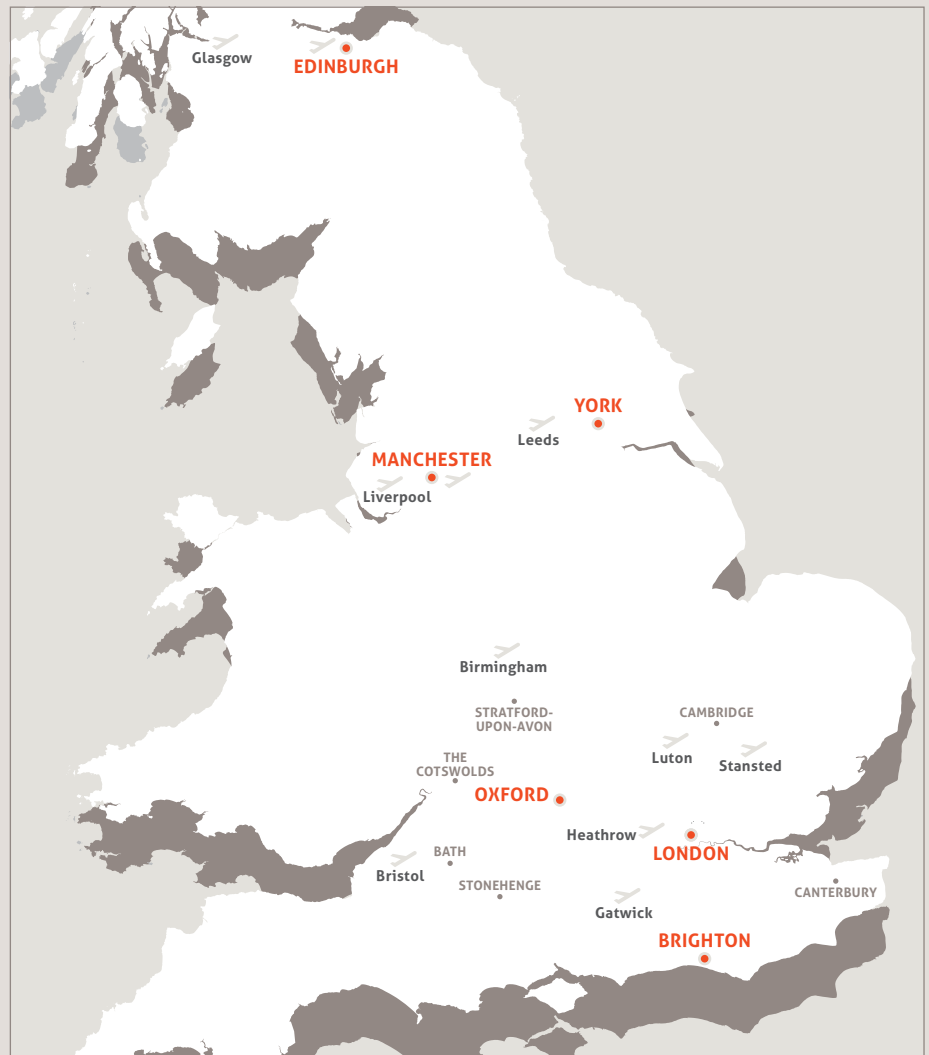 Glasgow
EDINBURGH
YORK
Leeds
MANCHESTER
Liverpool
Birmingham
STRATFORD-
UPON-AVON
CAMBRIDGE
Luton
Stansted
THE
COTSWOLDS
OXFORD
Heathrow
LONDON
BATH
Bristol
STONEHENGE
CANTERBURY
Gatwick
BRIGHTON